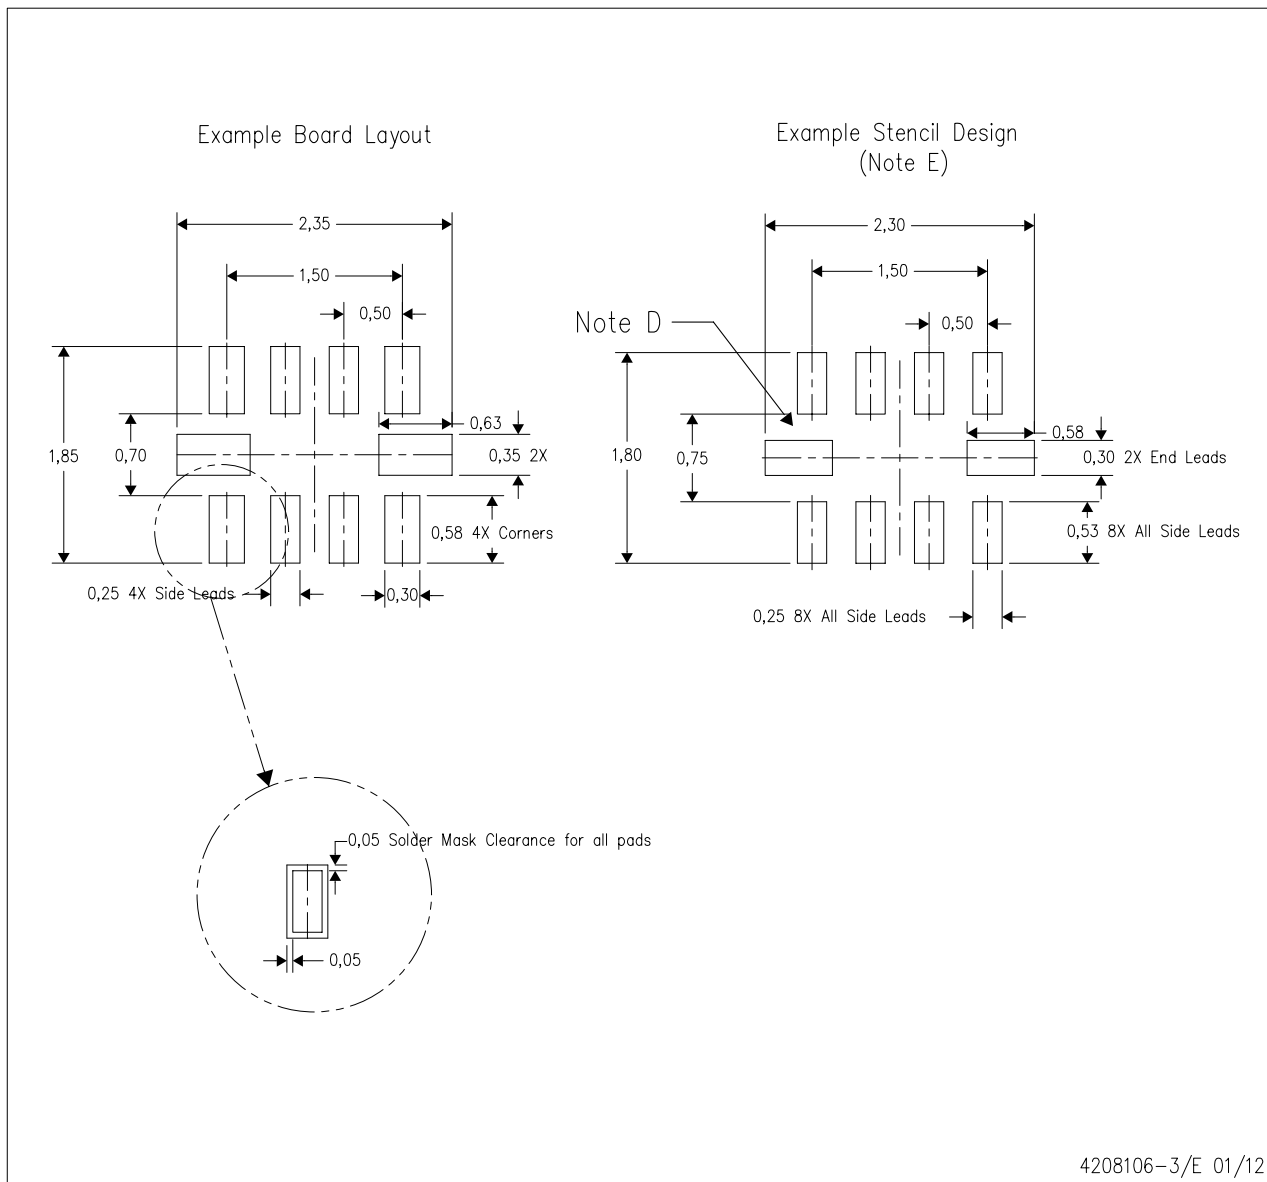 Example Board Layout
2,35
1,50
0,50
0,63
1,85
0,70
0,35 2X
0,58 4X Corners
0,25 4X Side Leads
0,30
0,05 Solder Mask Clearance for all pads
0,05
Example Stencil Design
(Note E)
2,30
1,50
0,50
Note D
0,58
1,80
0,75
0,30 2X End Leads
0,53 8X All Side Leads
0,25 8X All Side Leads
4208106-3/E 01/12